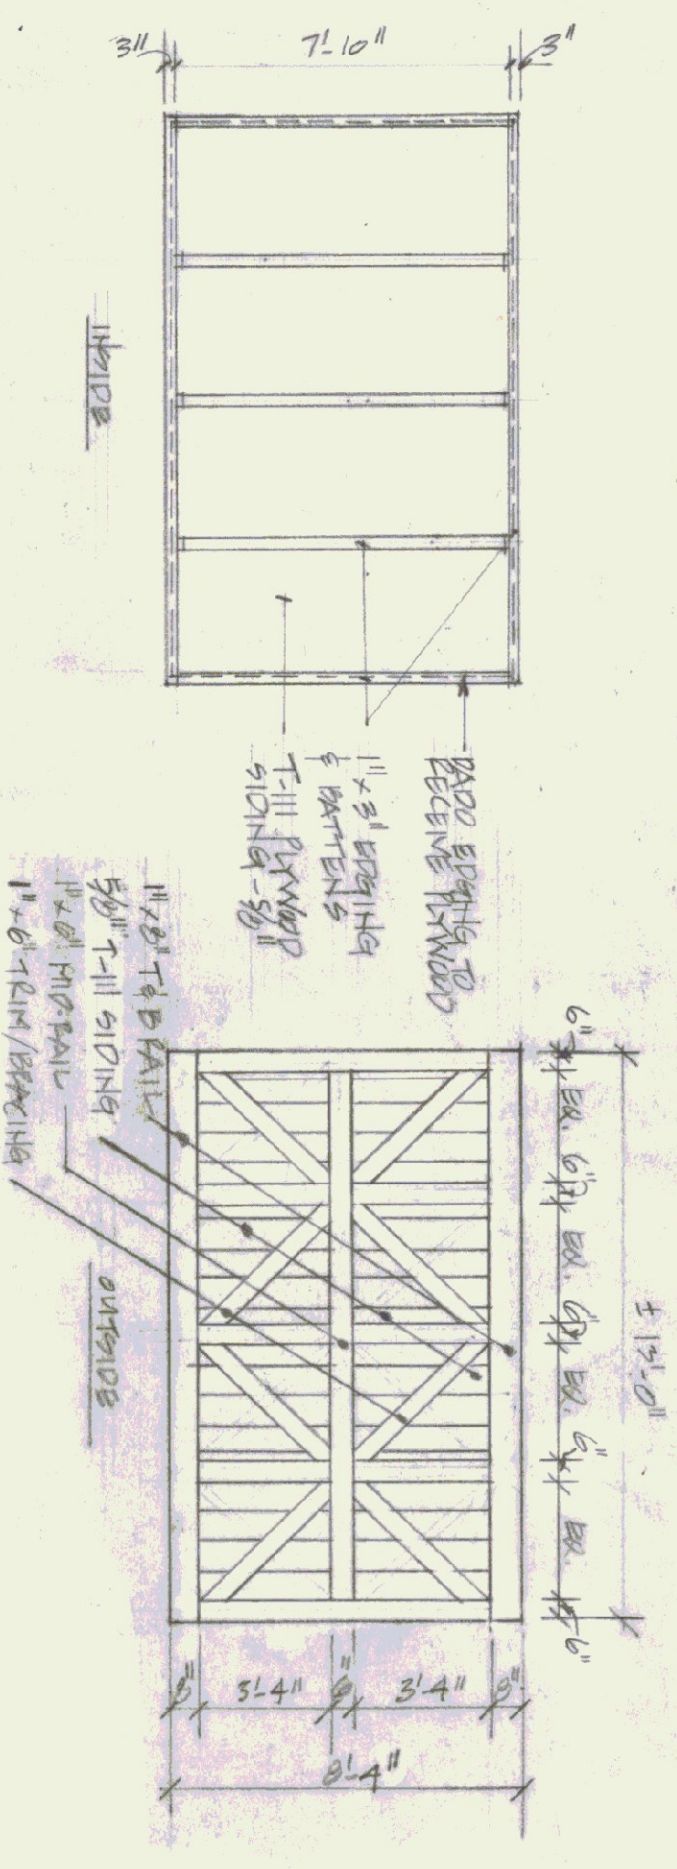 3"
7'-10"
3"
INSIDE
DADO EDGING TO
RECEIVE PLYWOOD
1" x 3" EDGING
& BATTENS
T-111 PLYWOOD
SIDING - 5/8"
1" x 8" T & B RAIL
5/8" T-111 SIDING
1" x 6" MID-RAIL
1" x 6" TRIM/BRACING
OUTSIDE
± 13'-0"
6" EQ. 6" EQ. 6" EQ. 6" EQ. 6"
8" 3'-4" 6" 3'-4" 8"
8'-4"